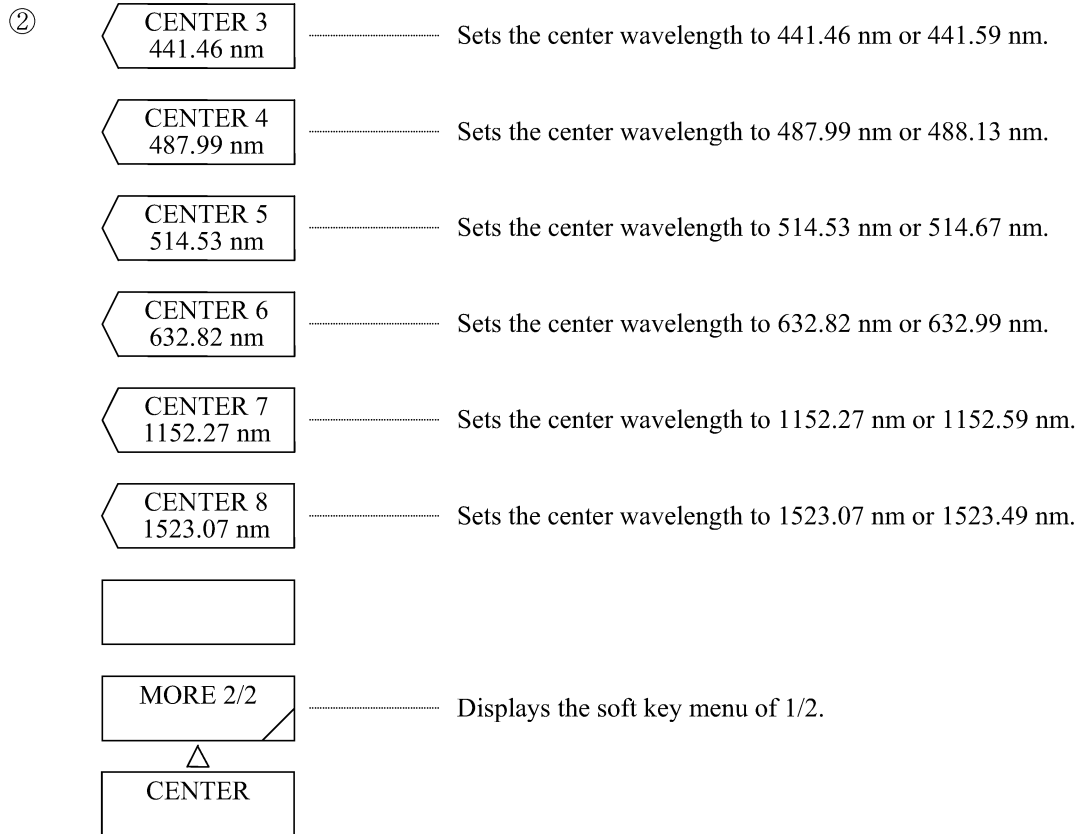 ②
CENTER 3
441.46 nm
Sets the center wavelength to 441.46 nm or 441.59 nm.
CENTER 4
487.99 nm
Sets the center wavelength to 487.99 nm or 488.13 nm.
CENTER 5
514.53 nm
Sets the center wavelength to 514.53 nm or 514.67 nm.
CENTER 6
632.82 nm
Sets the center wavelength to 632.82 nm or 632.99 nm.
CENTER 7
1152.27 nm
Sets the center wavelength to 1152.27 nm or 1152.59 nm.
CENTER 8
1523.07 nm
Sets the center wavelength to 1523.07 nm or 1523.49 nm.
MORE 2/2
Displays the soft key menu of 1/2.
CENTER